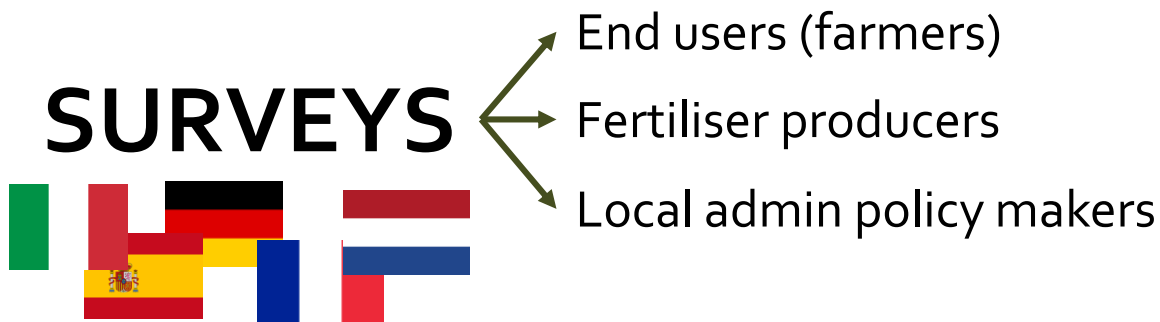 End users (farmers)
SURVEYS
Fertiliser producers
Local admin policy makers